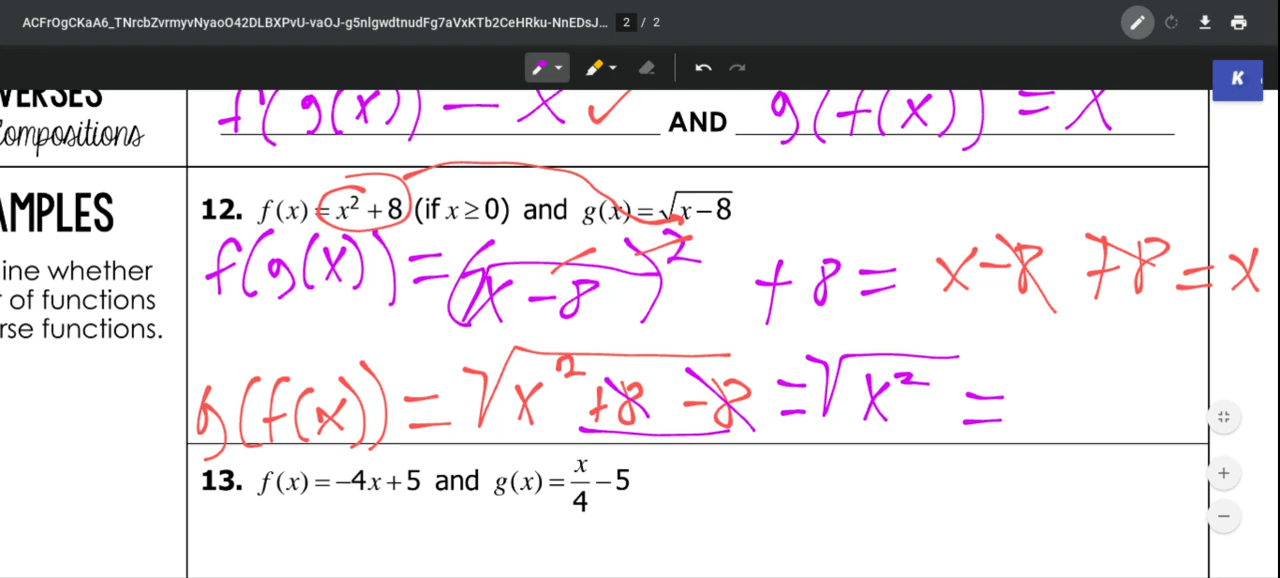 ACFrOgCKaA6_TNrcbZvrmyvNyaoO42DLBXPvU-vaOJ-g5nlgwdtnudFg7aVxKTb2CeHRku-NnEDsJ... 2 / 2
K
VERSES f(g(x)) = x ✓ AND g(f(x)) = x
Compositions
AMPLES
12. f(x) = x² + 8 (if x ≥ 0) and g(x) = √(x − 8)
ine whether
of functions
rse functions.
f(g(x)) = (√(x − 8))² + 8 = x − 8 + 8 = x
g(f(x)) = √(x² + 8 − 8) = √(x²) =
13. f(x) = −4x + 5 and g(x) = x/4 − 5